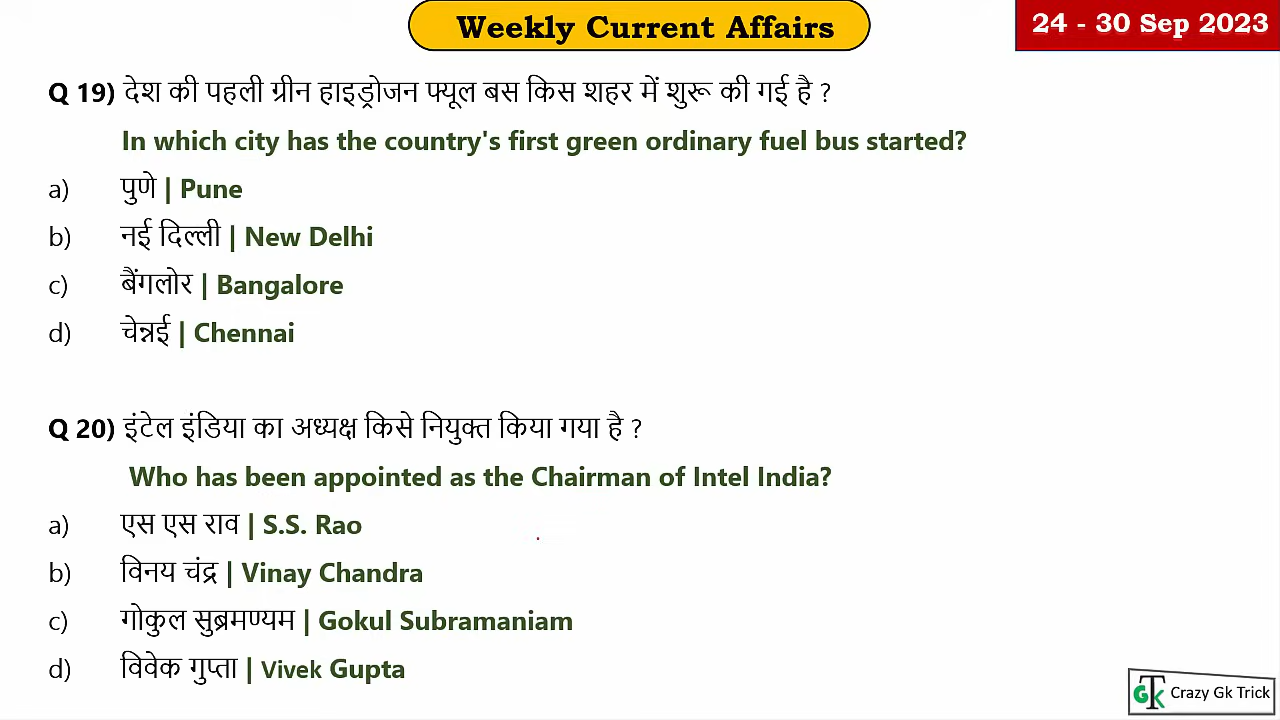 Weekly Current Affairs
24 - 30 Sep 2023
Q 19) देश की पहली ग्रीन हाइड्रोजन फ्यूल बस किस शहर में शुरू की गई है ?
In which city has the country's first green ordinary fuel bus started?
a) पुणे | Pune
b) नई दिल्ली | New Delhi
c) बैंगलोर | Bangalore
d) चेन्नई | Chennai
Q 20) इंटेल इंडिया का अध्यक्ष किसे नियुक्त किया गया है ?
Who has been appointed as the Chairman of Intel India?
a) एस एस राव | S.S. Rao
b) विनय चंद्र | Vinay Chandra
c) गोकुल सुब्रमण्यम | Gokul Subramaniam
d) विवेक गुप्ता | Vivek Gupta
GTK Crazy Gk Trick